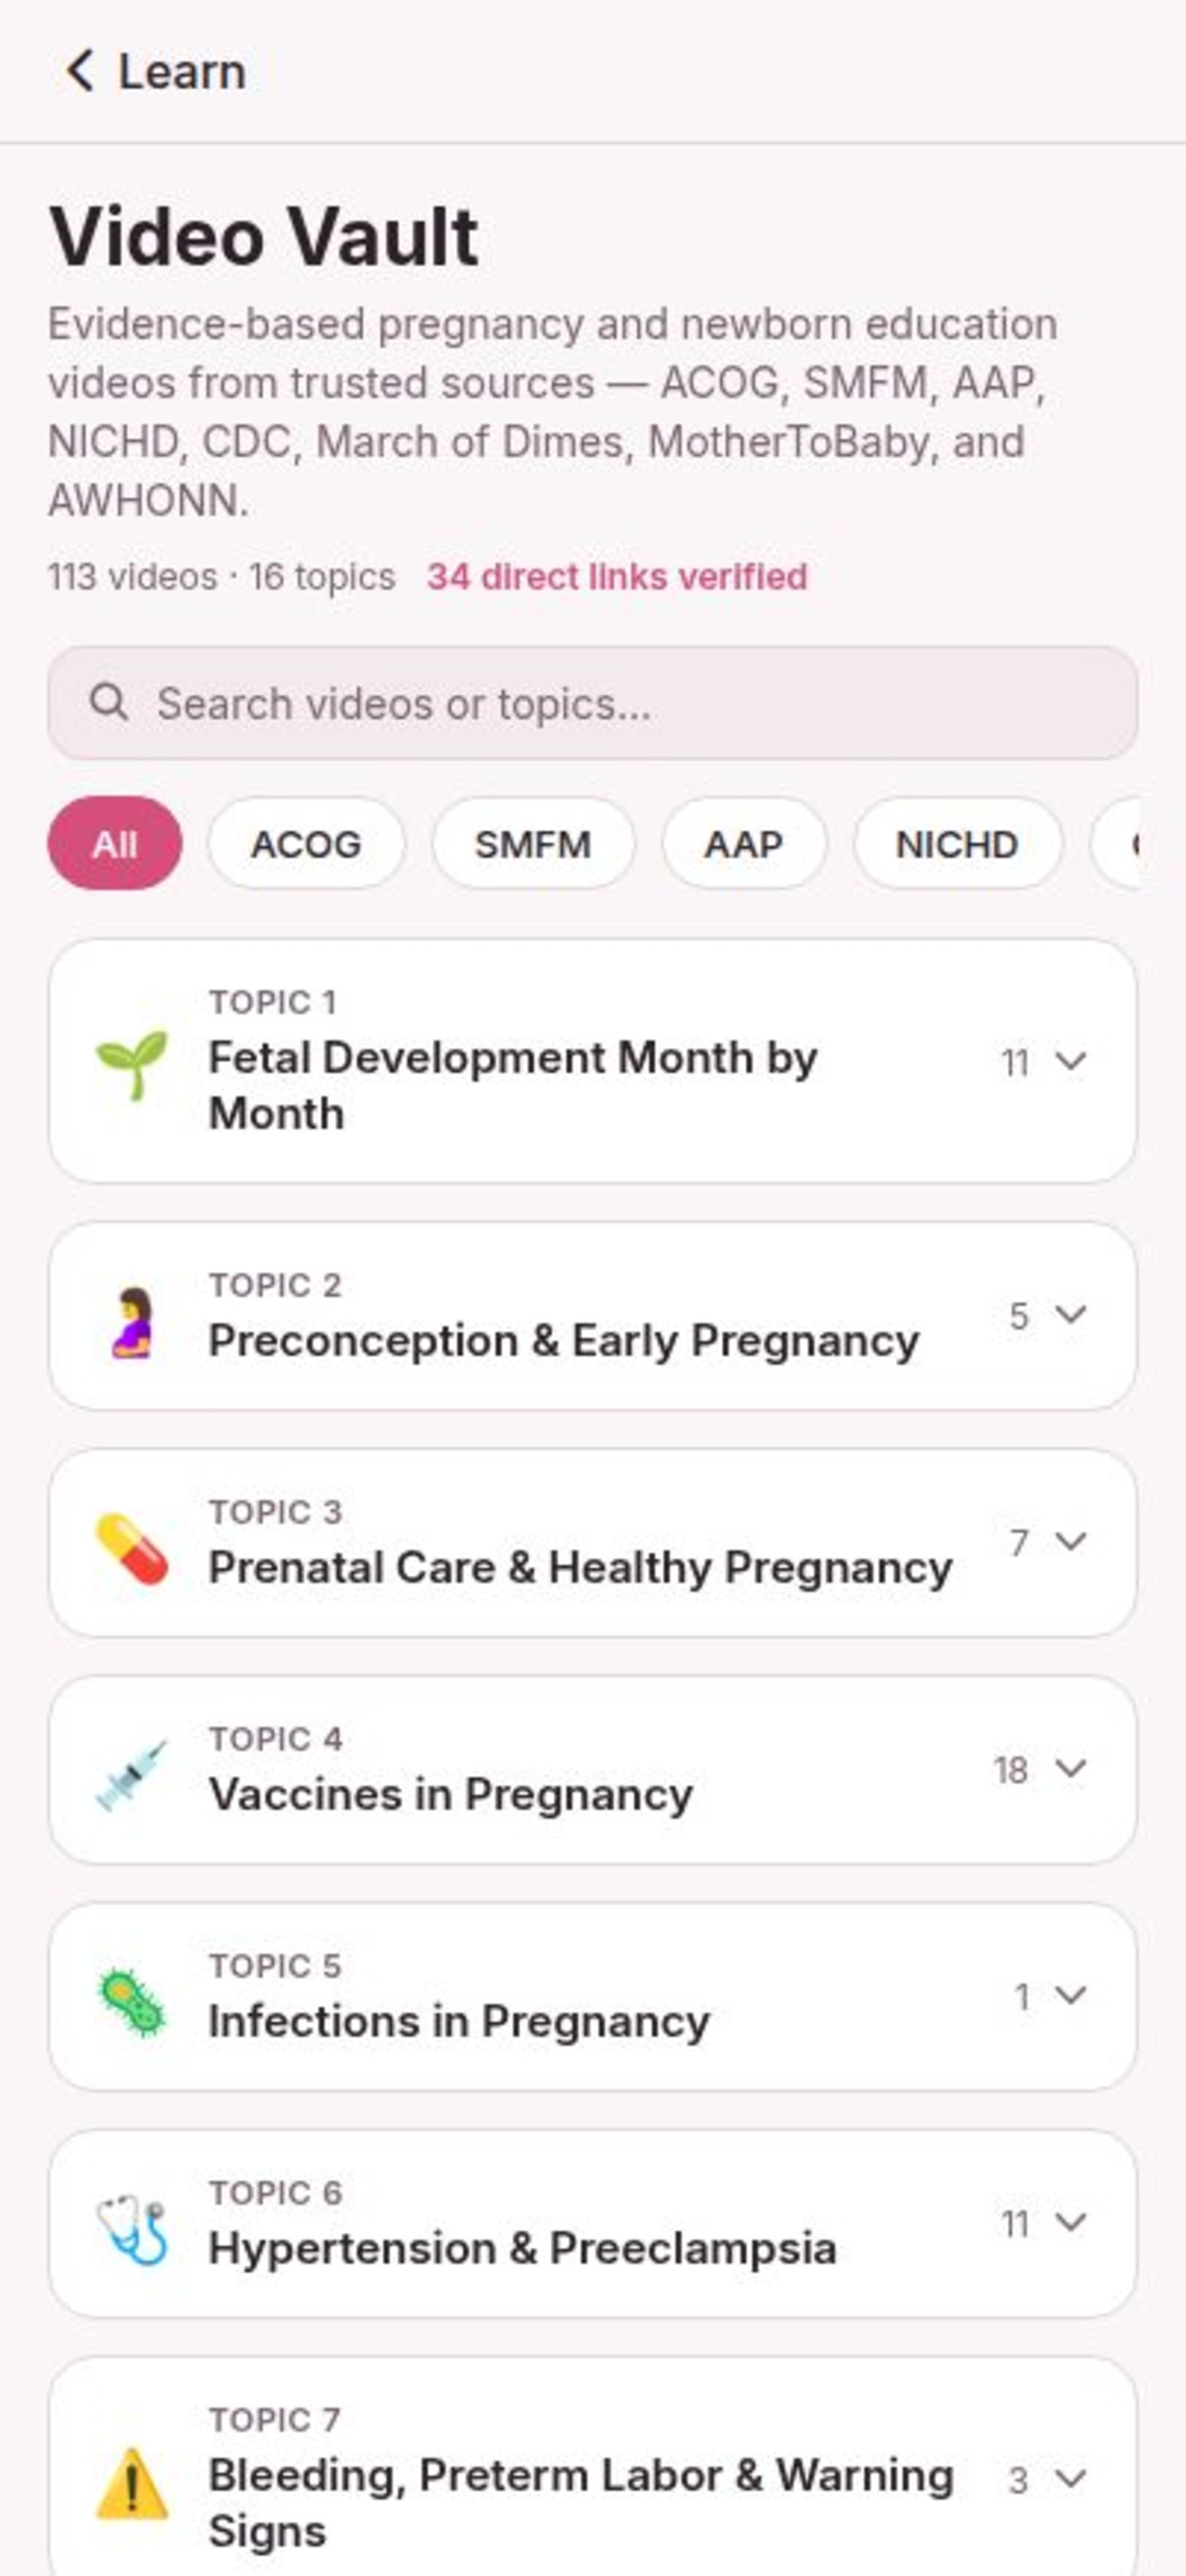 Learn
Video Vault
Evidence-based pregnancy and newborn education
videos from trusted sources — ACOG, SMFM, AAP,
NICHD, CDC, March of Dimes, MotherToBaby, and
AWHONN.
113 videos · 16 topics 34 direct links verified
Search videos or topics...
All ACOG SMFM AAP NICHD
TOPIC 1
Fetal Development Month by
Month
11
TOPIC 2
Preconception & Early Pregnancy
5
TOPIC 3
Prenatal Care & Healthy Pregnancy
7
TOPIC 4
Vaccines in Pregnancy
18
TOPIC 5
Infections in Pregnancy
1
TOPIC 6
Hypertension & Preeclampsia
11
TOPIC 7
Bleeding, Preterm Labor & Warning
Signs
3